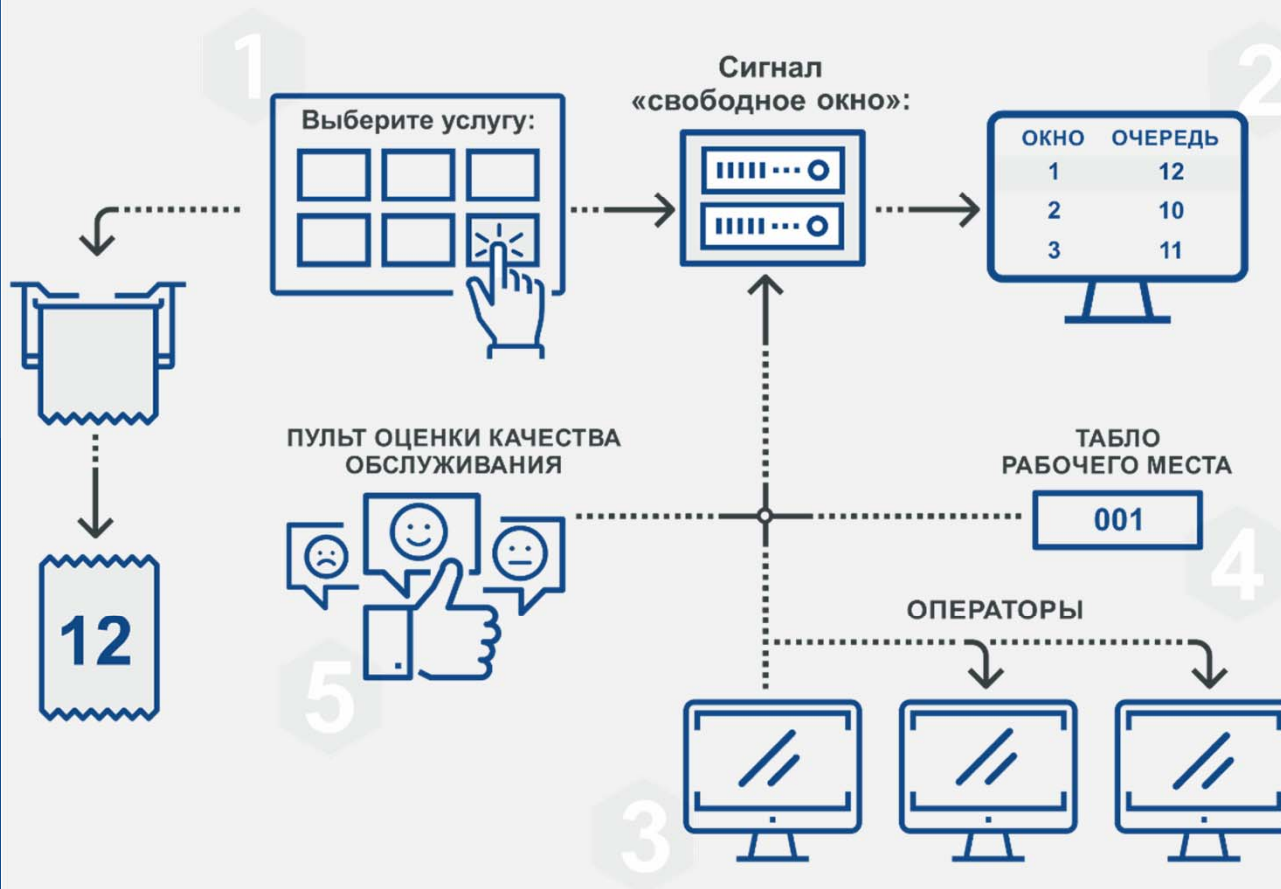 1
Выберите услугу:
Сигнал
«свободное окно»:
2
ОКНО ОЧЕРЕДЬ
1 12
2 10
3 11
ПУЛЬТ ОЦЕНКИ КАЧЕСТВА
ОБСЛУЖИВАНИЯ
ТАБЛО
РАБОЧЕГО МЕСТА
001
4
12
5
ОПЕРАТОРЫ
3